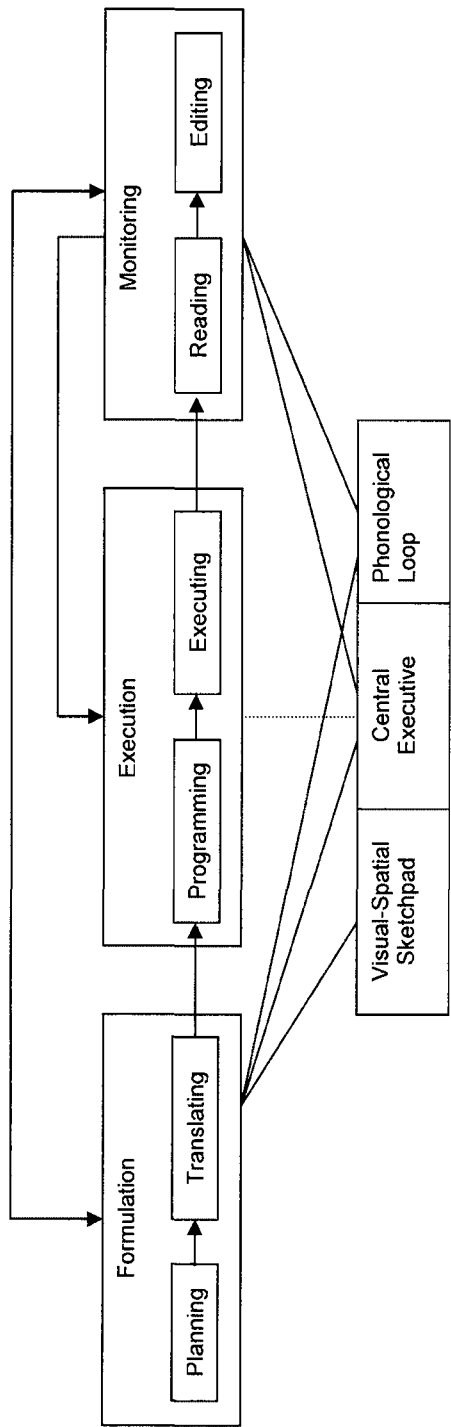 Formulation
Planning
Translating
Execution
Programming
Executing
Monitoring
Reading
Editing
Visual-Spatial
Sketchpad
Central
Executive
Phonological
Loop